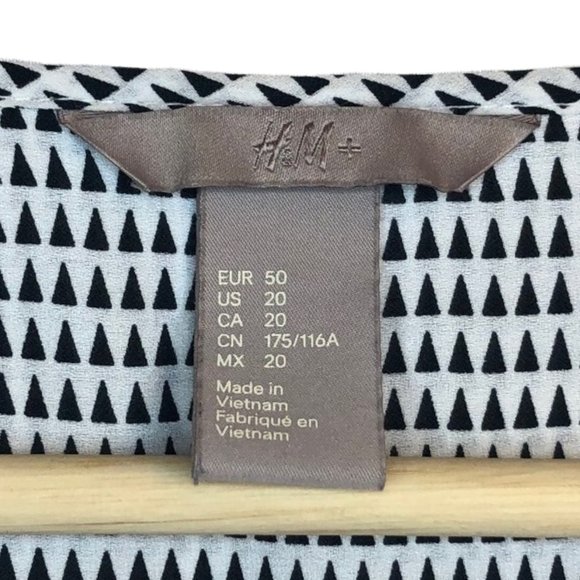 H&M +
EUR 50
US 20
CA 20
CN 175/116A
MX 20
Made in
Vietnam
Fabriqué en
Vietnam